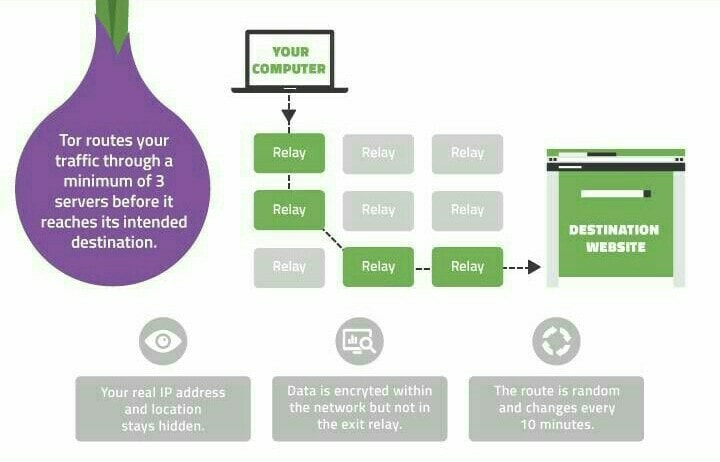 YOUR
COMPUTER
Tor routes your
traffic through a
minimum of 3
servers before it
reaches its intended
destination.
Relay Relay Relay
Relay Relay Relay
Relay Relay Relay
DESTINATION
WEBSITE
Your real IP address
and location
stays hidden.
Data is encryted within
the network but not in
the exit relay.
The route is random
and changes every
10 minutes.